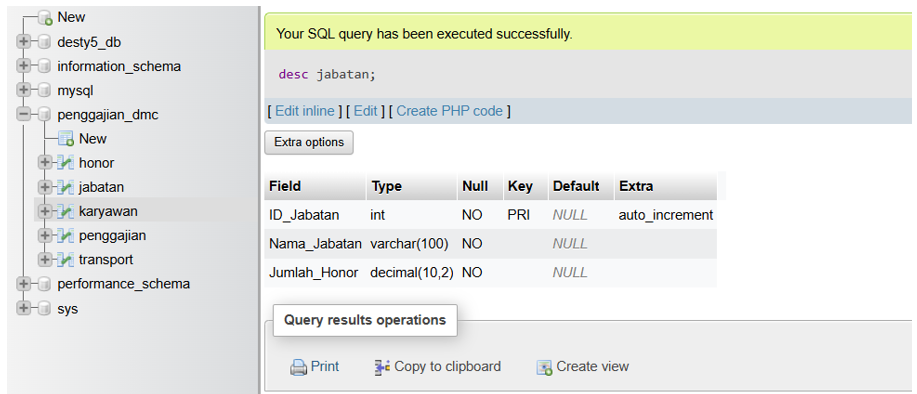 New
desty5_db
information_schema
mysql
penggajian_dmc
New
honor
jabatan
karyawan
penggajian
transport
performance_schema
sys
Your SQL query has been executed successfully.
desc jabatan;
[ Edit inline ] [ Edit ] [ Create PHP code ]
Extra options
Field Type Null Key Default Extra
ID_Jabatan int NO PRI NULL auto_increment
Nama_Jabatan varchar(100) NO NULL
Jumlah_Honor decimal(10,2) NO NULL
Query results operations
Print Copy to clipboard Create view